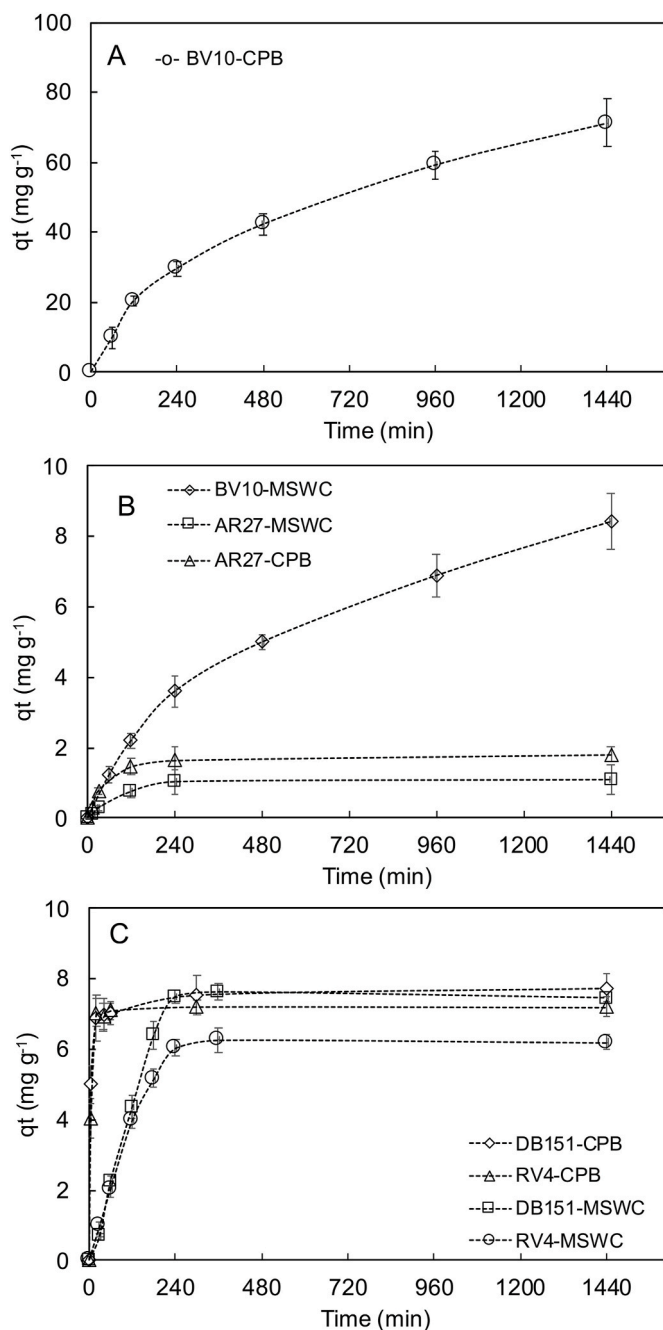 100
A
-o- BV10-CPB
80
60
40
20
0
qt (mg g-1)
0 240 480 720 960 1200 1440
Time (min)
10
B
BV10-MSWC
AR27-MSWC
AR27-CPB
8
6
4
2
0
qt (mg g-1)
0 240 480 720 960 1200 1440
Time (min)
10
C
8
6
4
2
0
qt (mg g-1)
DB151-CPB
RV4-CPB
DB151-MSWC
RV4-MSWC
0 240 480 720 960 1200 1440
Time (min)